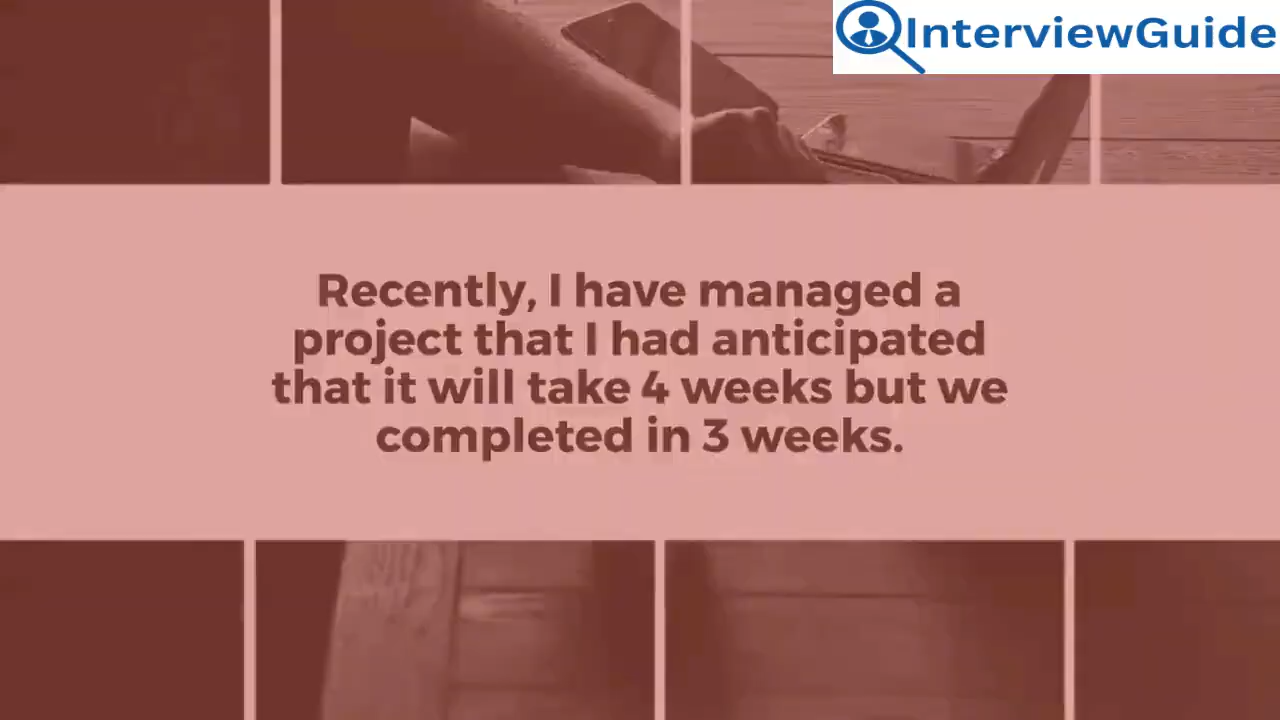 InterviewGuide
Recently, I have managed a
project that I had anticipated
that it will take 4 weeks but we
completed in 3 weeks.